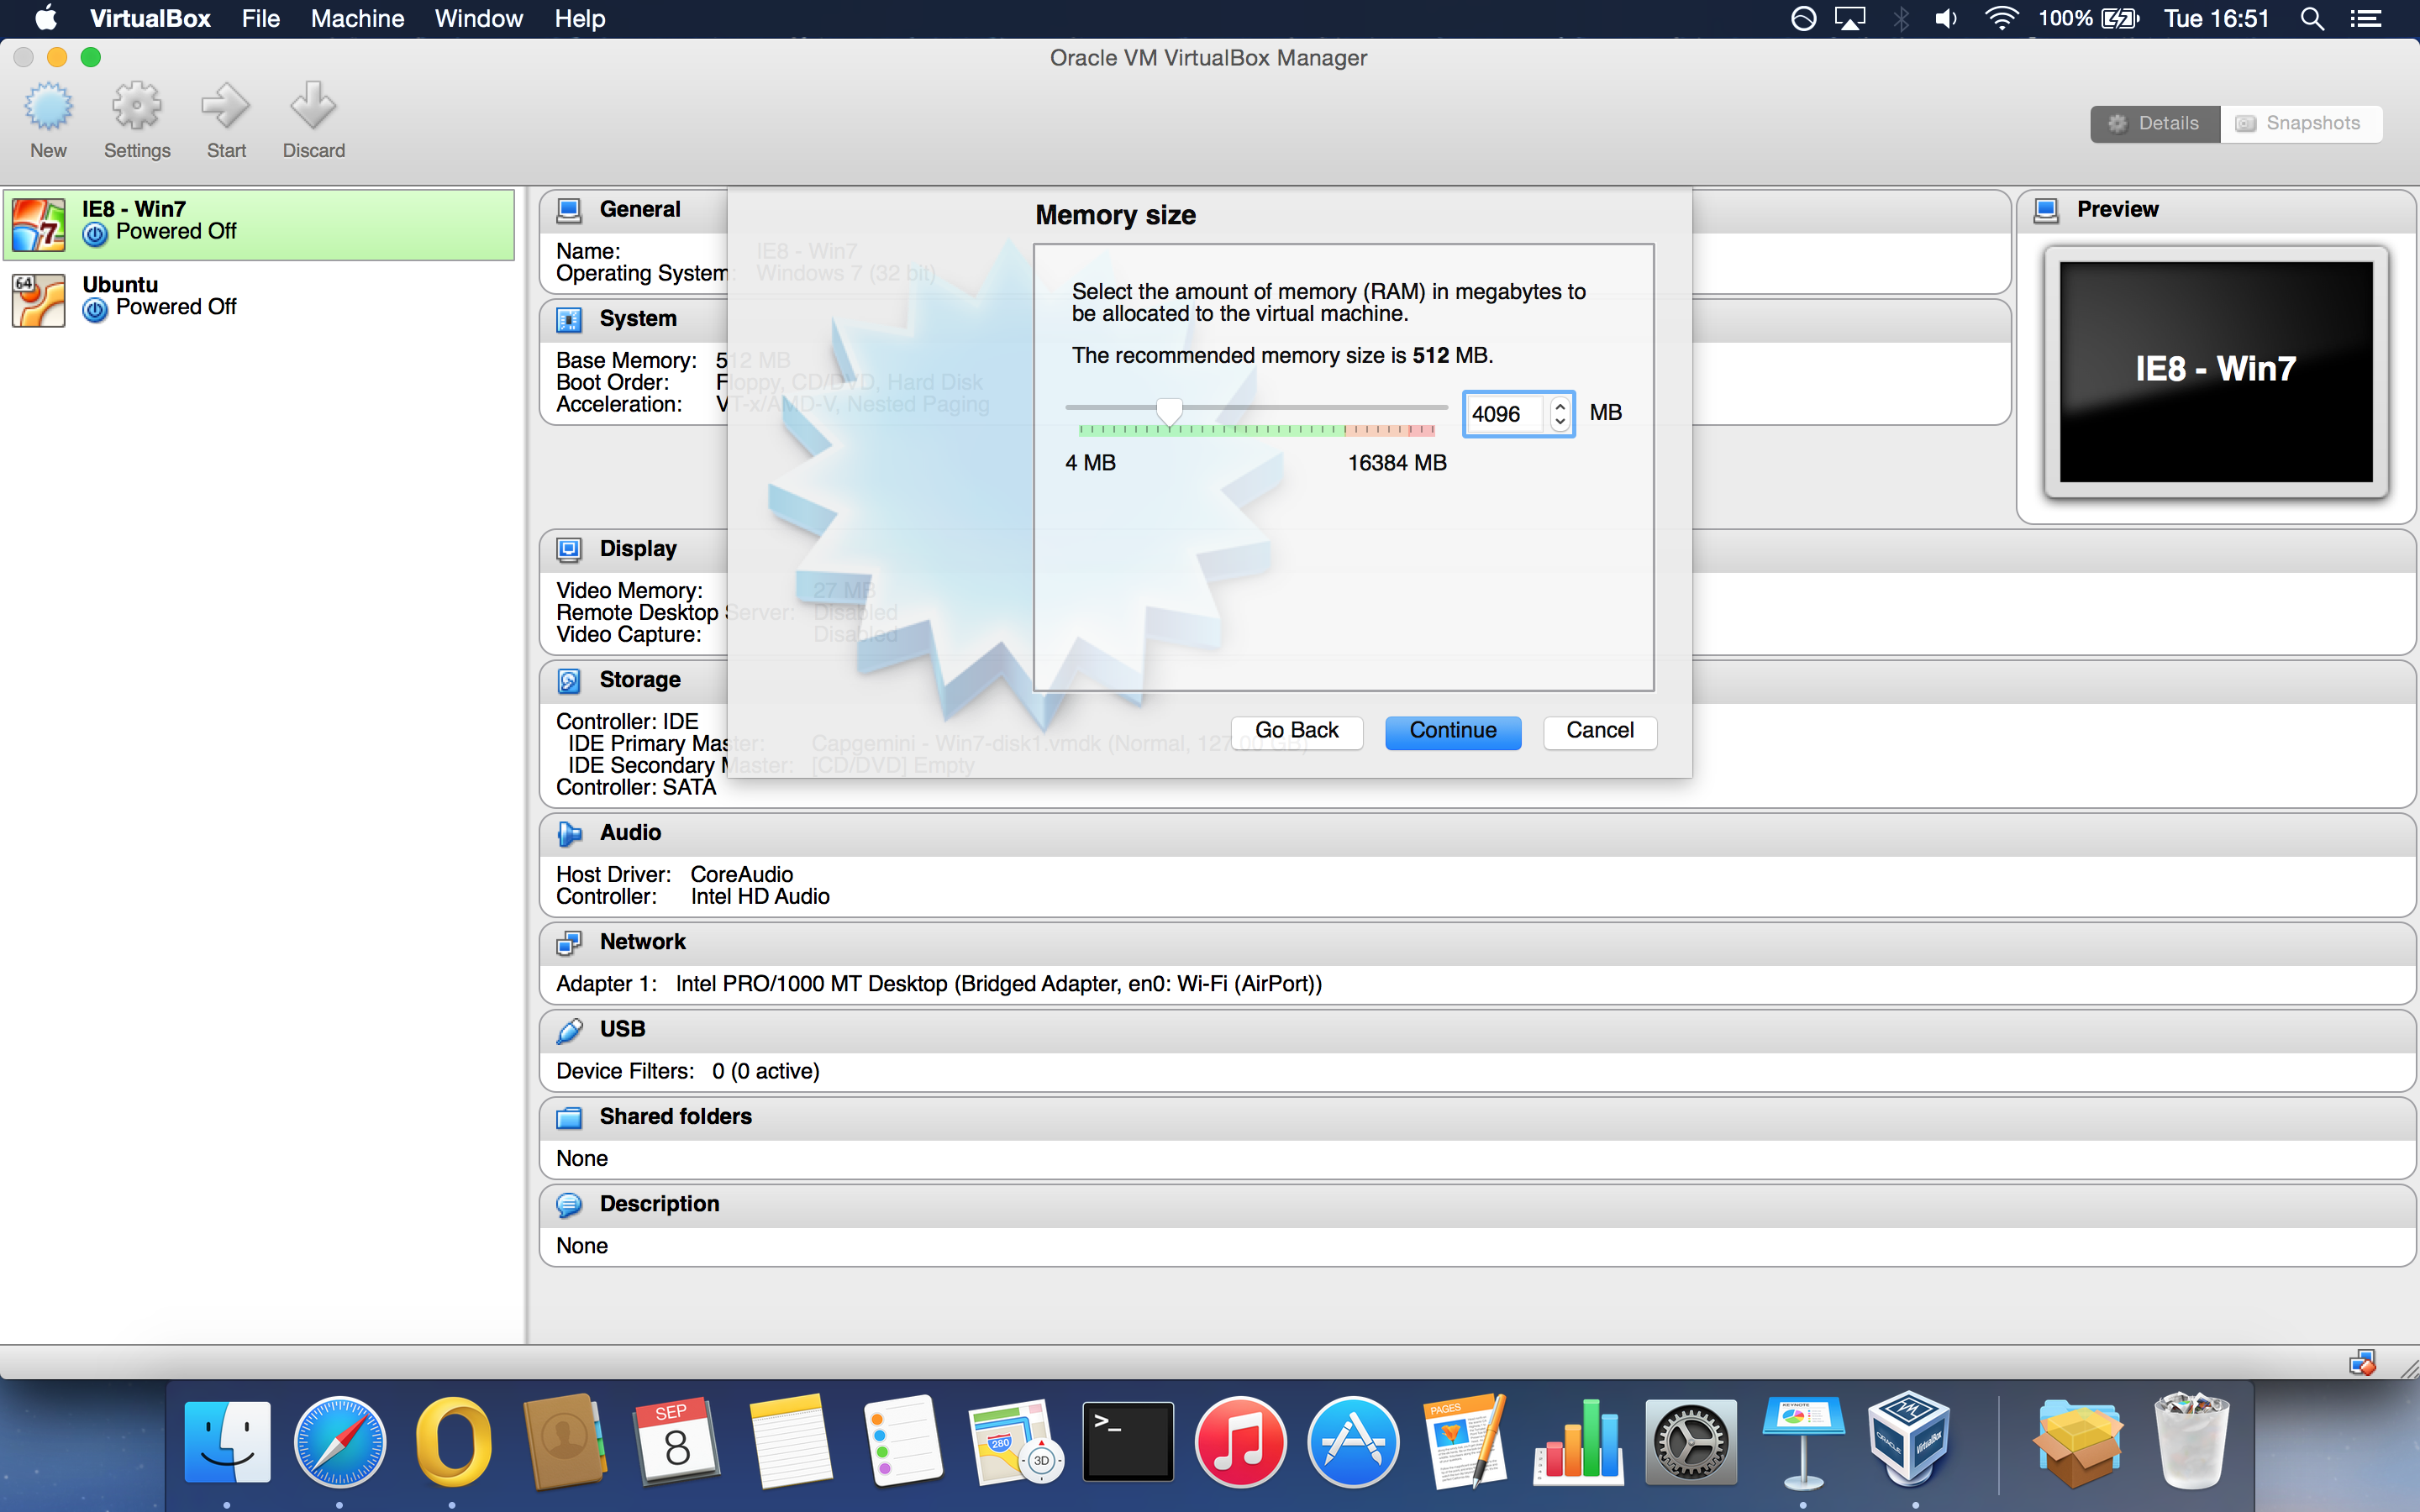 VirtualBox File Machine Window Help 100% Tue 16:51
Oracle VM VirtualBox Manager
New Settings Start Discard Details Snapshots
IE8 - Win7
Powered Off
64
Ubuntu
Powered Off
General
Name: IE8 - Win7
Operating System: Windows 7 (32 bit)
System
Base Memory: 512 MB
Boot Order: Floppy, CD/DVD, Hard Disk
Acceleration: VT-x/AMD-V, Nested Paging
Preview
IE8 - Win7
Memory size
Select the amount of memory (RAM) in megabytes to
be allocated to the virtual machine.
The recommended memory size is 512 MB.
4096 MB
4 MB 16384 MB
Go Back Continue Cancel
Display
Video Memory: 27 MB
Remote Desktop Server: Disabled
Video Capture: Disabled
Storage
Controller: IDE
IDE Primary Master: Capgemini - Win7-disk1.vmdk (Normal, 127.00 GB)
IDE Secondary Master: [CD/DVD] Empty
Controller: SATA
Audio
Host Driver: CoreAudio
Controller: Intel HD Audio
Network
Adapter 1: Intel PRO/1000 MT Desktop (Bridged Adapter, en0: Wi-Fi (AirPort))
USB
Device Filters: 0 (0 active)
Shared folders
None
Description
None
SEP
8
280
3D
>_
PAGES
KEYNOTE
ORACLE
VirtualBox